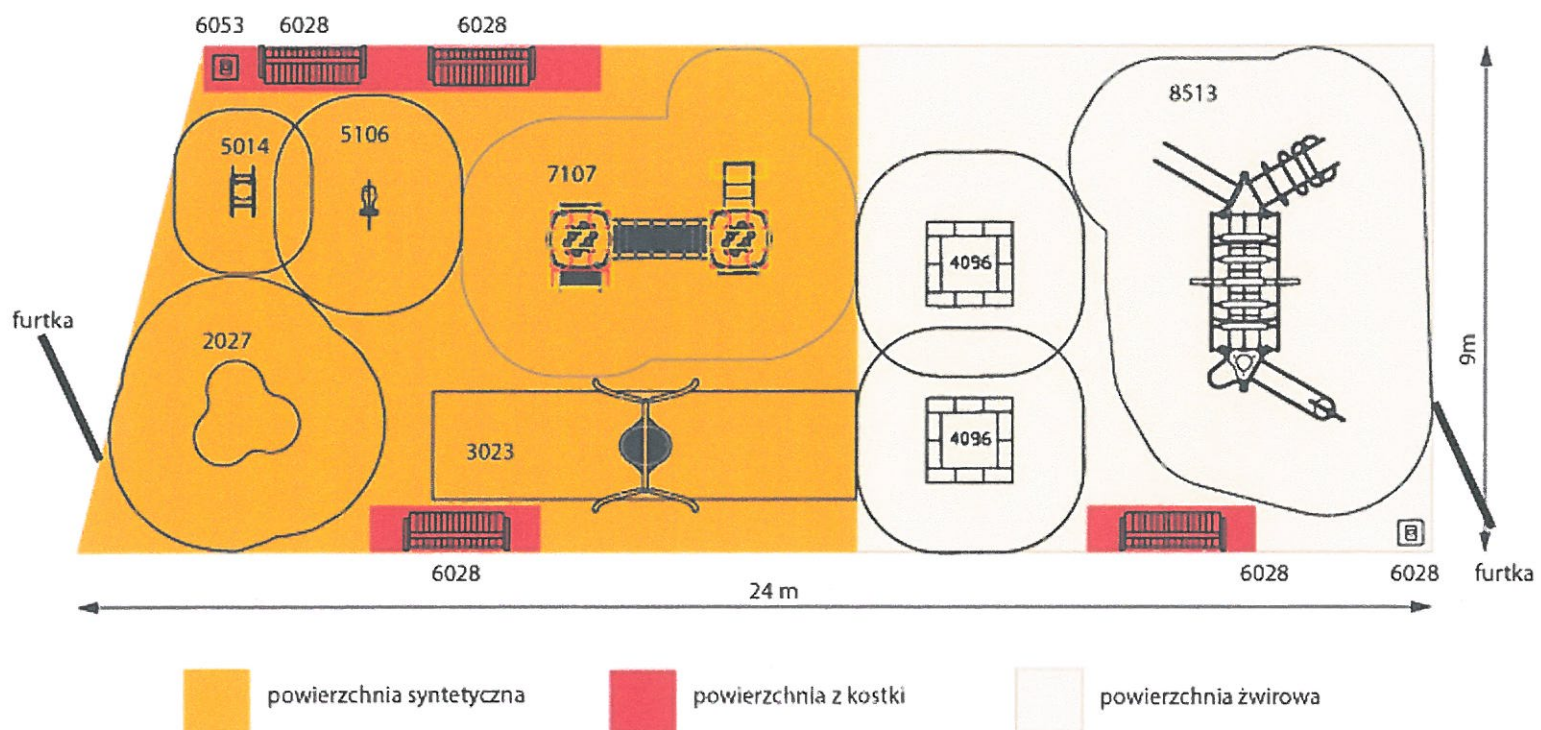 6053 6028 6028
8513
5014 5106
7107
4096
furtka
2027
9m
4096
3023
6028 6028 6028 furtka
24 m
powierzchnia syntetyczna powierzchnia z kostki powierzchnia żwirowa